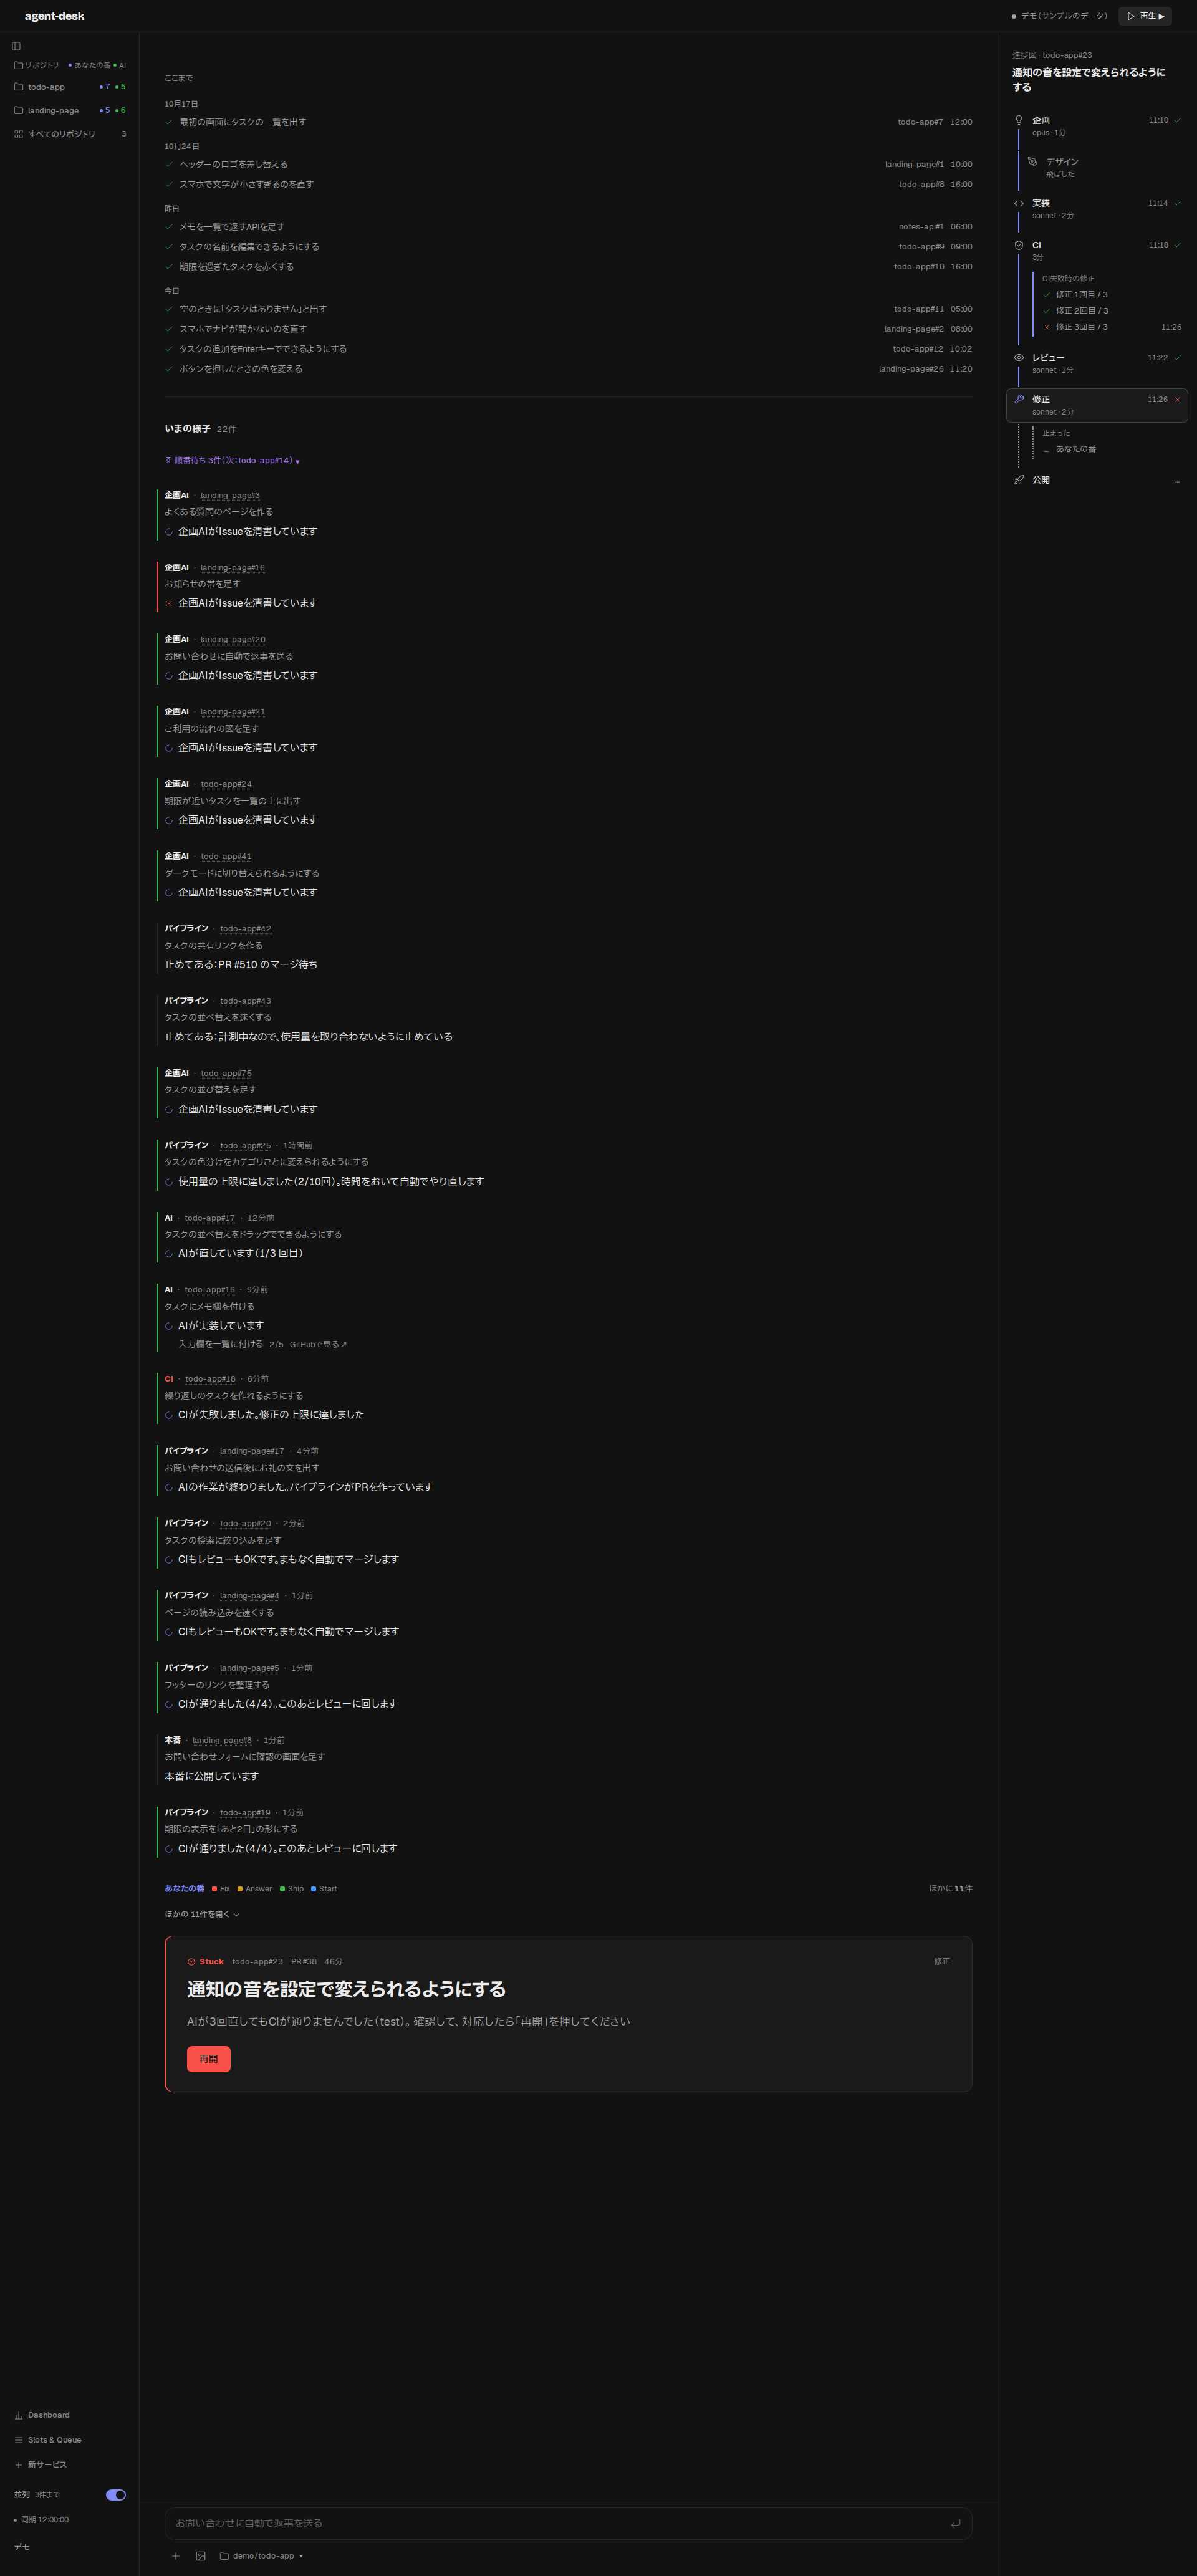 agent-desk
デモ(サンプルのデータ)
再生 ▶
リポジトリ あなたの番 AI
todo-app 7 5
landing-page 5 6
すべてのリポジトリ 3
ここまで
10月17日
最初の画面にタスクの一覧を出す todo-app#7 12:00
10月24日
ヘッダーのロゴを差し替える landing-page#1 10:00
スマホで文字が小さすぎるのを直す todo-app#8 16:00
昨日
メモを一覧で返すAPIを足す notes-api#1 06:00
タスクの名前を編集できるようにする todo-app#9 09:00
期限を過ぎたタスクを赤くする todo-app#10 16:00
今日
空のときに「タスクはありません」と出す todo-app#11 05:00
スマホでナビが開かないのを直す landing-page#2 08:00
タスクの追加をEnterキーでできるようにする todo-app#12 10:02
ボタンを押したときの色を変える landing-page#26 11:20
いまの様子 22件
順番待ち 3件(次:todo-app#14) ▾
企画AI · landing-page#3
よくある質問のページを作る
企画AIがIssueを清書しています
企画AI · landing-page#16
お知らせの帯を足す
企画AIがIssueを清書しています
企画AI · landing-page#20
お問い合わせに自動で返事を送る
企画AIがIssueを清書しています
企画AI · landing-page#21
ご利用の流れの図を足す
企画AIがIssueを清書しています
企画AI · todo-app#24
期限が近いタスクを一覧の上に出す
企画AIがIssueを清書しています
企画AI · todo-app#41
ダークモードに切り替えられるようにする
企画AIがIssueを清書しています
パイプライン · todo-app#42
タスクの共有リンクを作る
止めてある:PR #510 のマージ待ち
パイプライン · todo-app#43
タスクの並べ替えを速くする
止めてある:計測中なので、使用量を取り合わないように止めている
企画AI · todo-app#75
タスクの並び替えを足す
企画AIがIssueを清書しています
パイプライン · todo-app#25 · 1時間前
タスクの色分けをカテゴリごとに変えられるようにする
使用量の上限に達しました(2/10回)。時間をおいて自動でやり直します
AI · todo-app#17 · 12分前
タスクの並べ替えをドラッグでできるようにする
AIが直しています(1/3 回目)
AI · todo-app#16 · 9分前
タスクにメモ欄を付ける
AIが実装しています
入力欄を一覧に付ける 2/5 GitHubで見る ↗
CI · todo-app#18 · 6分前
繰り返しのタスクを作れるようにする
CIが失敗しました。修正の上限に達しました
パイプライン · landing-page#17 · 4分前
お問い合わせの送信後にお礼の文を出す
AIの作業が終わりました。パイプラインがPRを作っています
パイプライン · todo-app#20 · 2分前
タスクの検索に絞り込みを足す
CIもレビューもOKです。まもなく自動でマージします
パイプライン · landing-page#4 · 1分前
ページの読み込みを速くする
CIもレビューもOKです。まもなく自動でマージします
パイプライン · landing-page#5 · 1分前
フッターのリンクを整理する
CIが通りました(4/4)。このあとレビューに回します
本番 · landing-page#8 · 1分前
お問い合わせフォームに確認の画面を足す
本番に公開しています
パイプライン · todo-app#19 · 1分前
期限の表示を「あと2日」の形にする
CIが通りました(4/4)。このあとレビューに回します
あなたの番 Fix Answer Ship Start ほかに 11件
ほかの 11件を開く
Stuck todo-app#23 PR#38 46分 修正
通知の音を設定で変えられるようにする
AIが3回直してもCIが通りませんでした(test)。確認して、対応したら「再開」を押してください
再開
お問い合わせに自動で返事を送る
demo/todo-app ▾
進捗図 · todo-app#23
通知の音を設定で変えられるように
する
企画 11:10
opus · 1分
デザイン
飛ばした
実装 11:14
sonnet · 2分
CI 11:18
3分
CI失敗時の修正
修正 1回目 / 3
修正 2回目 / 3
修正 3回目 / 3 11:26
レビュー 11:22
sonnet · 1分
修正 11:26
sonnet · 2分
止まった
… あなたの番
公開 …
Dashboard
Slots & Queue
新サービス
並列 3件まで
同期 12:00:00
デモ